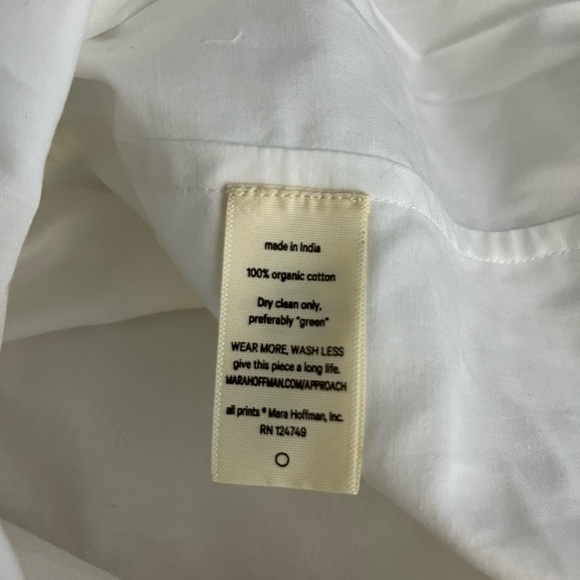 made in India
100% organic cotton
Dry clean only,
preferably "green"
WEAR MORE, WASH LESS
give this piece a long life.
MARAHOFFMAN.COM/APPROACH
all prints © Mara Hoffman, Inc.
RN 124749